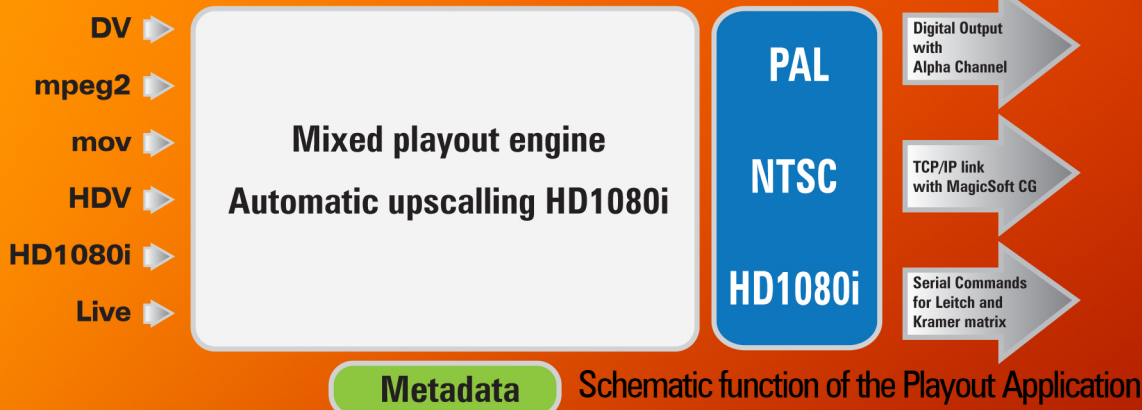 DV
mpeg2
mov
HDV
HD1080i
Live
Mixed playout engine
Automatic upscalling HD1080i
PAL
NTSC
HD1080i
Digital Output
with
Alpha Channel
TCP/IP link
with MagicSoft CG
Serial Commands
for Leitch and
Kramer matrix
Metadata
Schematic function of the Playout Application